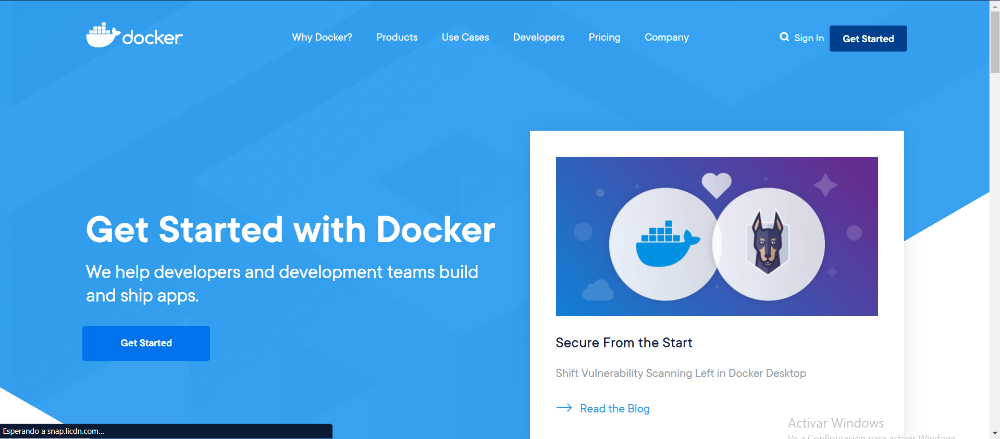 docker
Why Docker?
Products
Use Cases
Developers
Pricing
Company
Sign In
Get Started
Get Started with Docker
We help developers and development teams build
and ship apps.
Get Started
Secure From the Start
Shift Vulnerability Scanning Left in Docker Desktop
Read the Blog
Activar Windows
Ve a Configuración para activar Windows.
Esperando a snap.licdn.com...